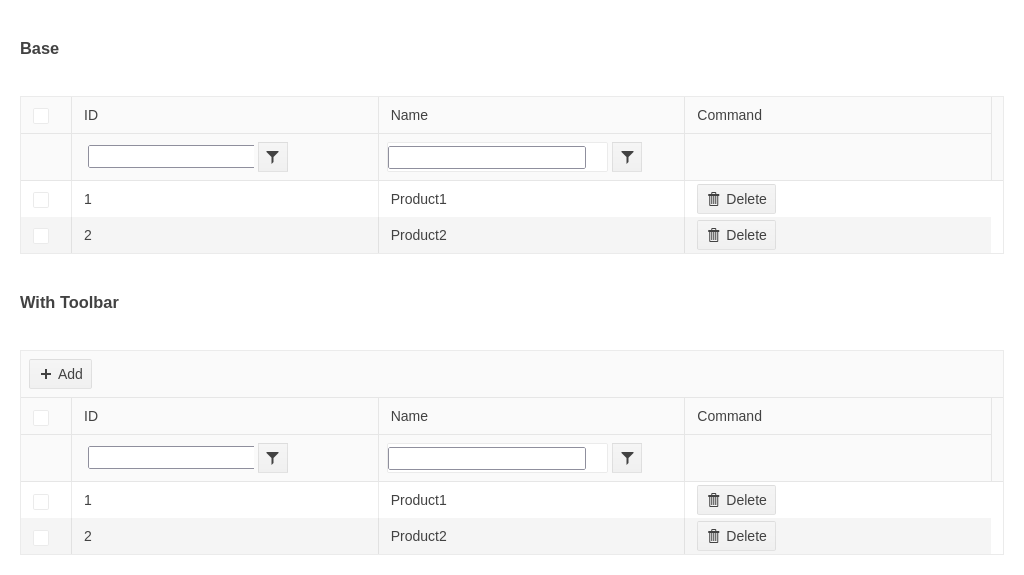 Base
ID Name Command
1 Product1 Delete
2 Product2 Delete
With Toolbar
Add
ID Name Command
1 Product1 Delete
2 Product2 Delete